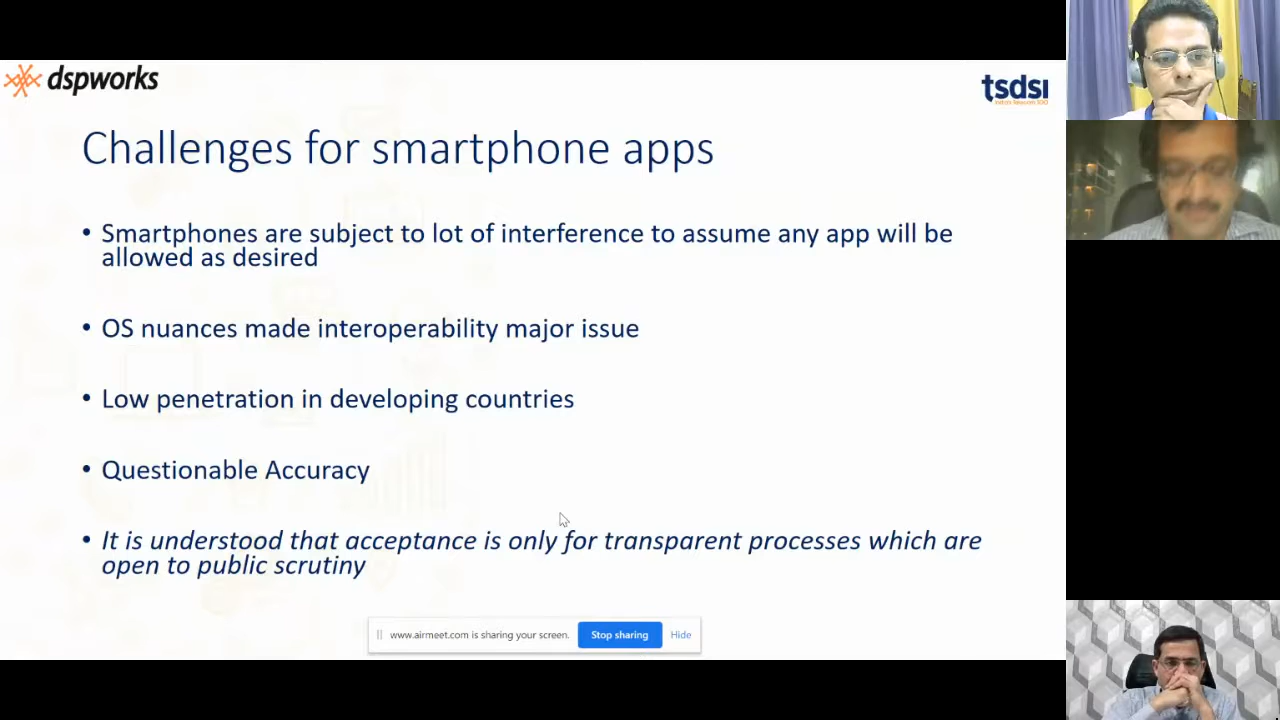 dspworks
tsdsi
India's Telecom SDO
Challenges for smartphone apps
• Smartphones are subject to lot of interference to assume any app will be
allowed as desired
• OS nuances made interoperability major issue
• Low penetration in developing countries
• Questionable Accuracy
• It is understood that acceptance is only for transparent processes which are
open to public scrutiny
www.airmeet.com is sharing your screen.
Stop sharing
Hide